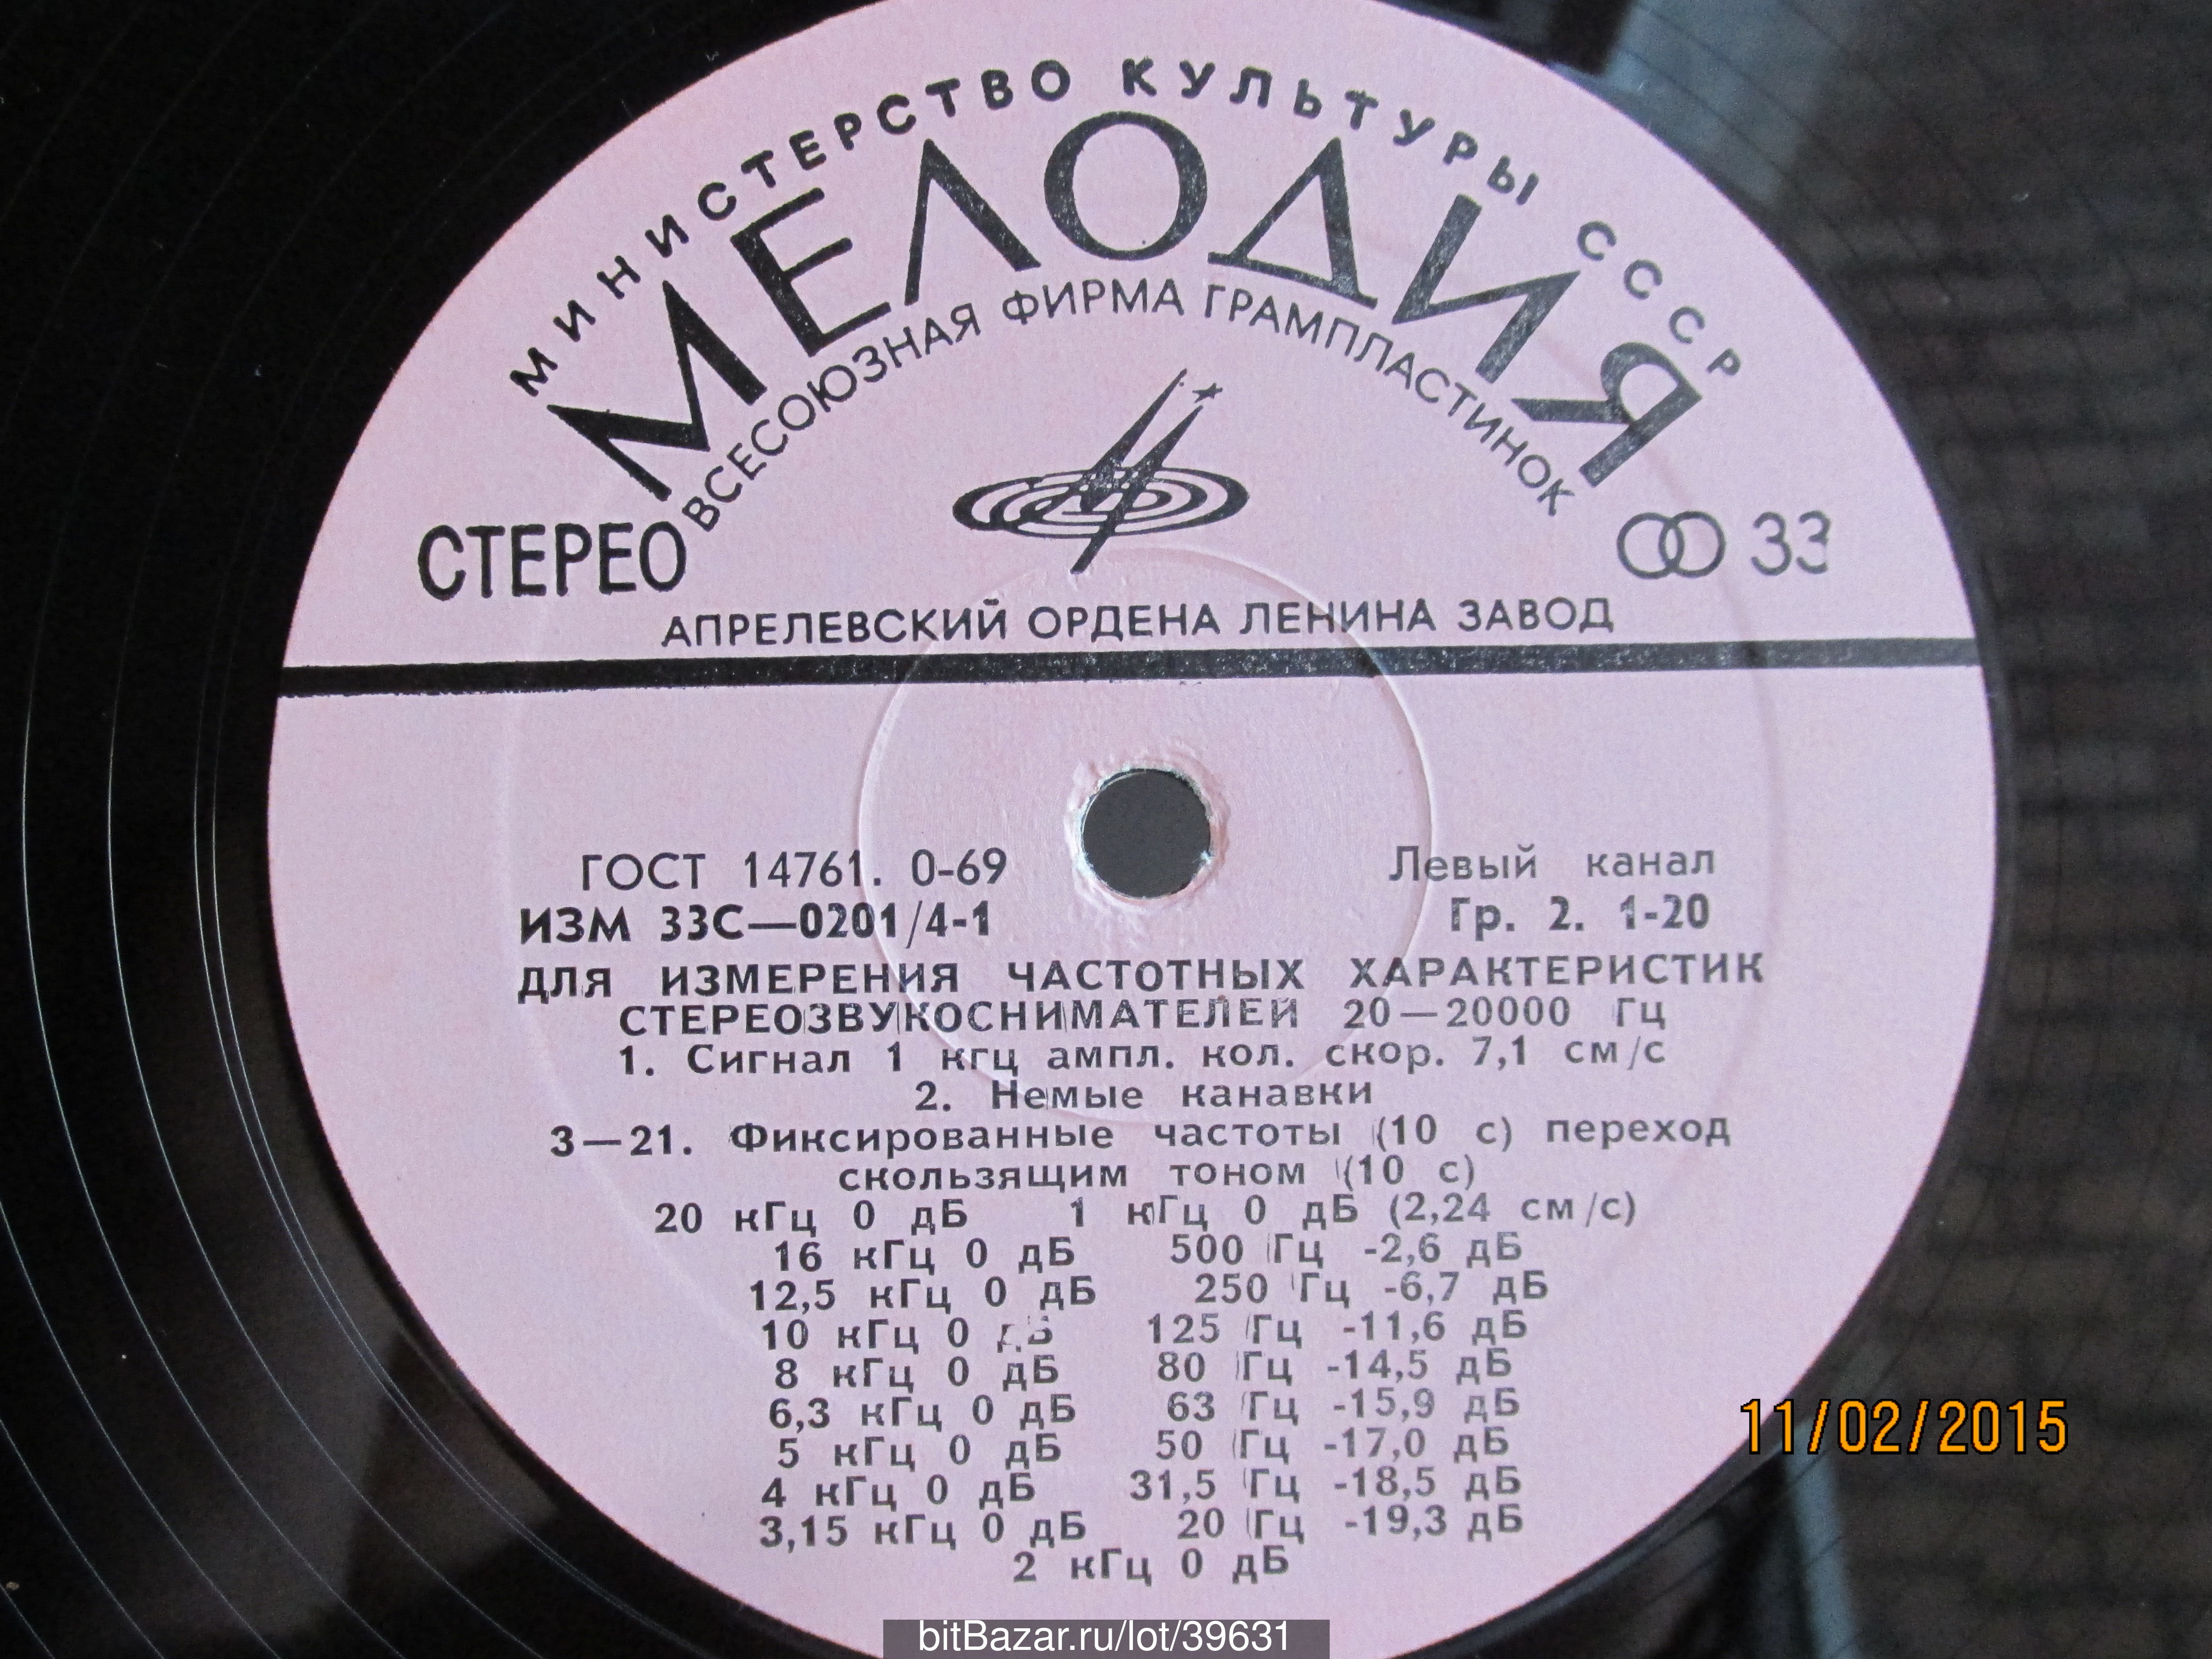 МИНИСТЕРСТВО КУЛЬТУРЫ СССР
МЕЛОДИЯ
ВСЕСОЮЗНАЯ ФИРМА ГРАМПЛАСТИНОК
СТЕРЕО
33
АПРЕЛЕВСКИЙ ОРДЕНА ЛЕНИНА ЗАВОД
ГОСТ 14761. 0-69 Левый канал
ИЗМ 33С—0201/4-1 Гр. 2. 1-20
ДЛЯ ИЗМЕРЕНИЯ ЧАСТОТНЫХ ХАРАКТЕРИСТИК
СТЕРЕОЗВУКОСНИМАТЕЛЕЙ 20—20000 Гц
1. Сигнал 1 кгц ампл. кол. скор. 7,1 см/с
2. Немые канавки
3—21. Фиксированные частоты (10 с) переход
скользящим тоном (10 с)
20 кГц 0 дБ 1 кГц 0 дБ (2,24 см/с)
16 кГц 0 дБ 500 Гц -2,6 дБ
12,5 кГц 0 дБ 250 Гц -6,7 дБ
10 кГц 0 дБ 125 Гц -11,6 дБ
8 кГц 0 дБ 80 Гц -14,5 дБ
6,3 кГц 0 дБ 63 Гц -15,9 дБ
5 кГц 0 дБ 50 Гц -17,0 дБ
4 кГц 0 дБ 31,5 Гц -18,5 дБ
3,15 кГц 0 дБ 20 Гц -19,3 дБ
2 кГц 0 дБ
11/02/2015
bitBazar.ru/lot/39631